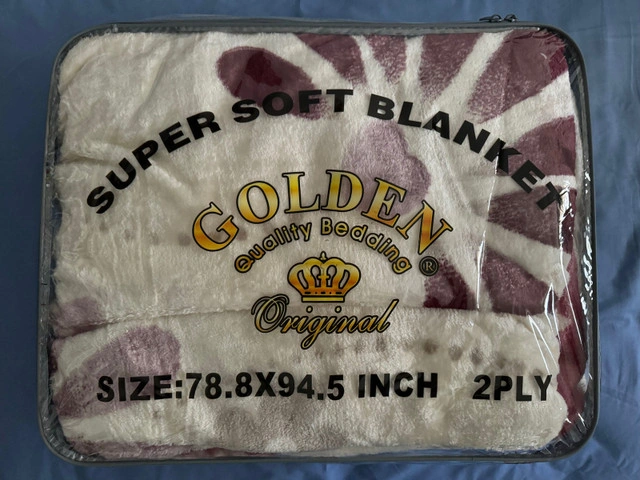 SUPER SOFT BLANKET
GOLDEN
Quality Bedding
®
Original
SIZE:78.8X94.5 INCH 2PLY